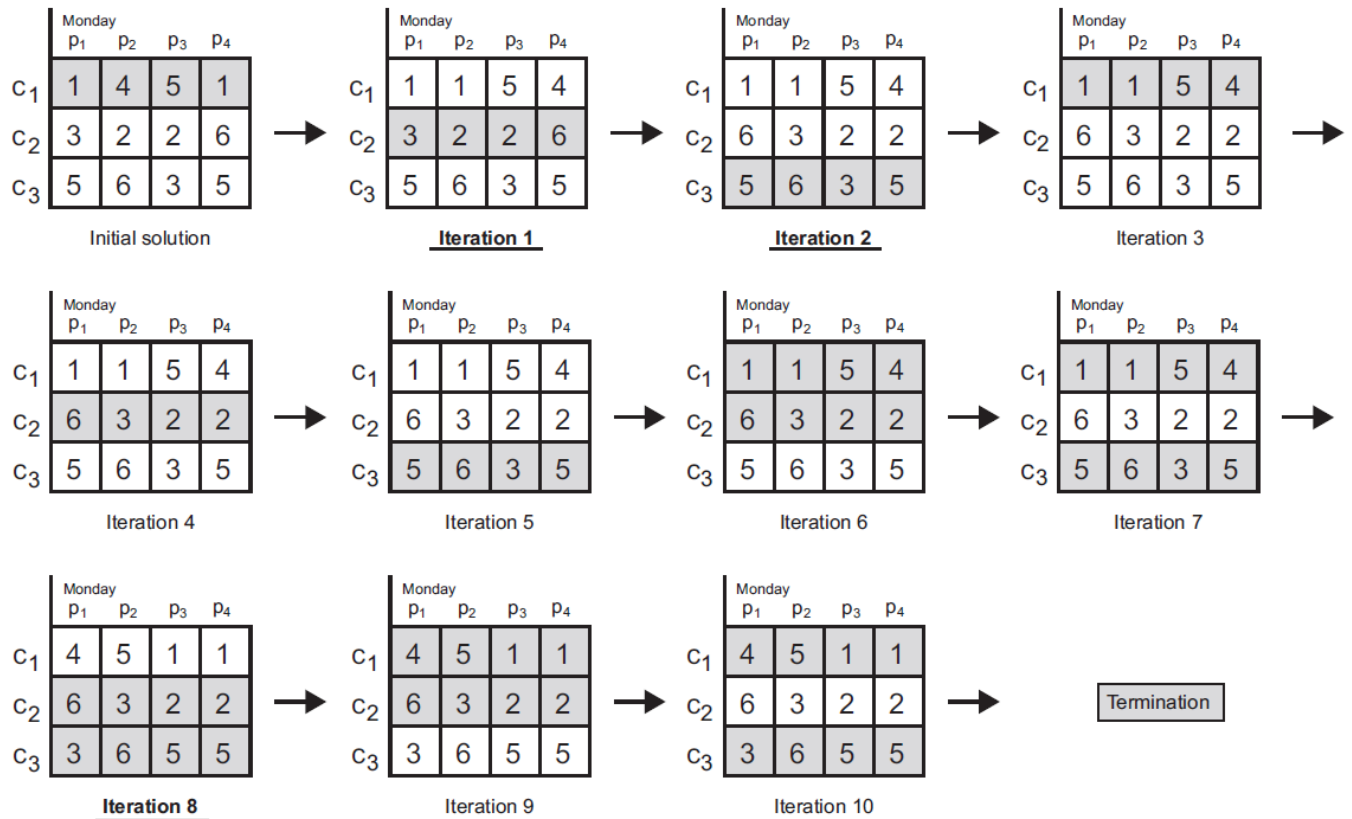 Monday Monday Monday Monday
p1 p2 p3 p4 p1 p2 p3 p4 p1 p2 p3 p4 p1 p2 p3 p4
C1 1 4 5 1 C1 1 1 5 4 C1 1 1 5 4 C1 1 1 5 4
C2 3 2 2 6 C2 3 2 2 6 C2 6 3 2 2 C2 6 3 2 2
C3 5 6 3 5 C3 5 6 3 5 C3 5 6 3 5 C3 5 6 3 5
Initial solution Iteration 1 Iteration 2 Iteration 3
Monday Monday Monday Monday
p1 p2 p3 p4 p1 p2 p3 p4 p1 p2 p3 p4 p1 p2 p3 p4
C1 1 1 5 4 C1 1 1 5 4 C1 1 1 5 4 C1 1 1 5 4
C2 6 3 2 2 C2 6 3 2 2 C2 6 3 2 2 C2 6 3 2 2
C3 5 6 3 5 C3 5 6 3 5 C3 5 6 3 5 C3 5 6 3 5
Iteration 4 Iteration 5 Iteration 6 Iteration 7
Monday Monday Monday
p1 p2 p3 p4 p1 p2 p3 p4 p1 p2 p3 p4
C1 4 5 1 1 C1 4 5 1 1 C1 4 5 1 1
C2 6 3 2 2 C2 6 3 2 2 C2 6 3 2 2 Termination
C3 3 6 5 5 C3 3 6 5 5 C3 3 6 5 5
Iteration 8 Iteration 9 Iteration 10